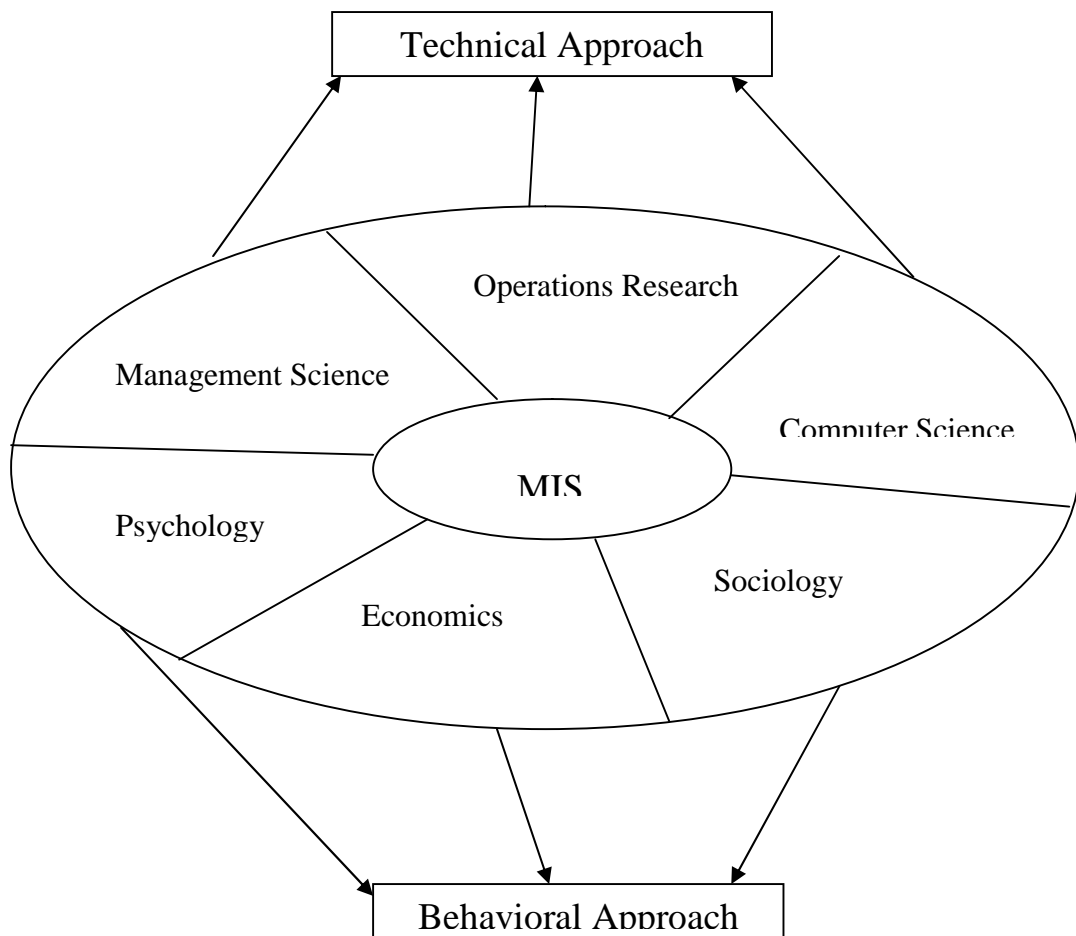 Technical Approach
Operations Research
Management Science
Computer Science
MIS
Psychology
Sociology
Economics
Behavioral Approach